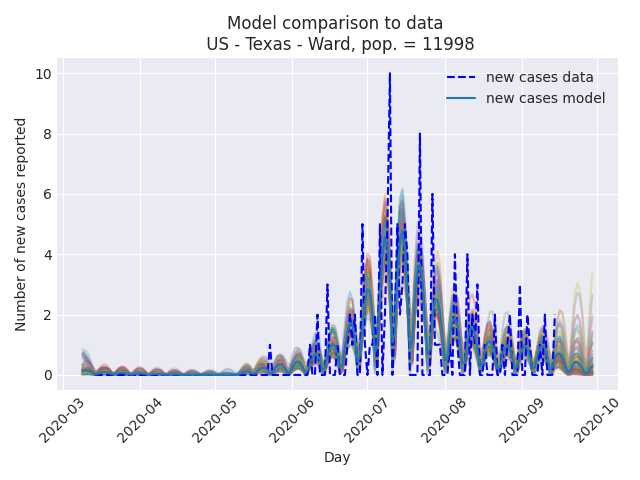 Model comparison to data
US - Texas - Ward, pop. = 11998
new cases data
new cases model
Number of new cases reported
10
8
6
4
2
0
2020-03
2020-04
2020-05
2020-06
2020-07
2020-08
2020-09
2020-10
Day